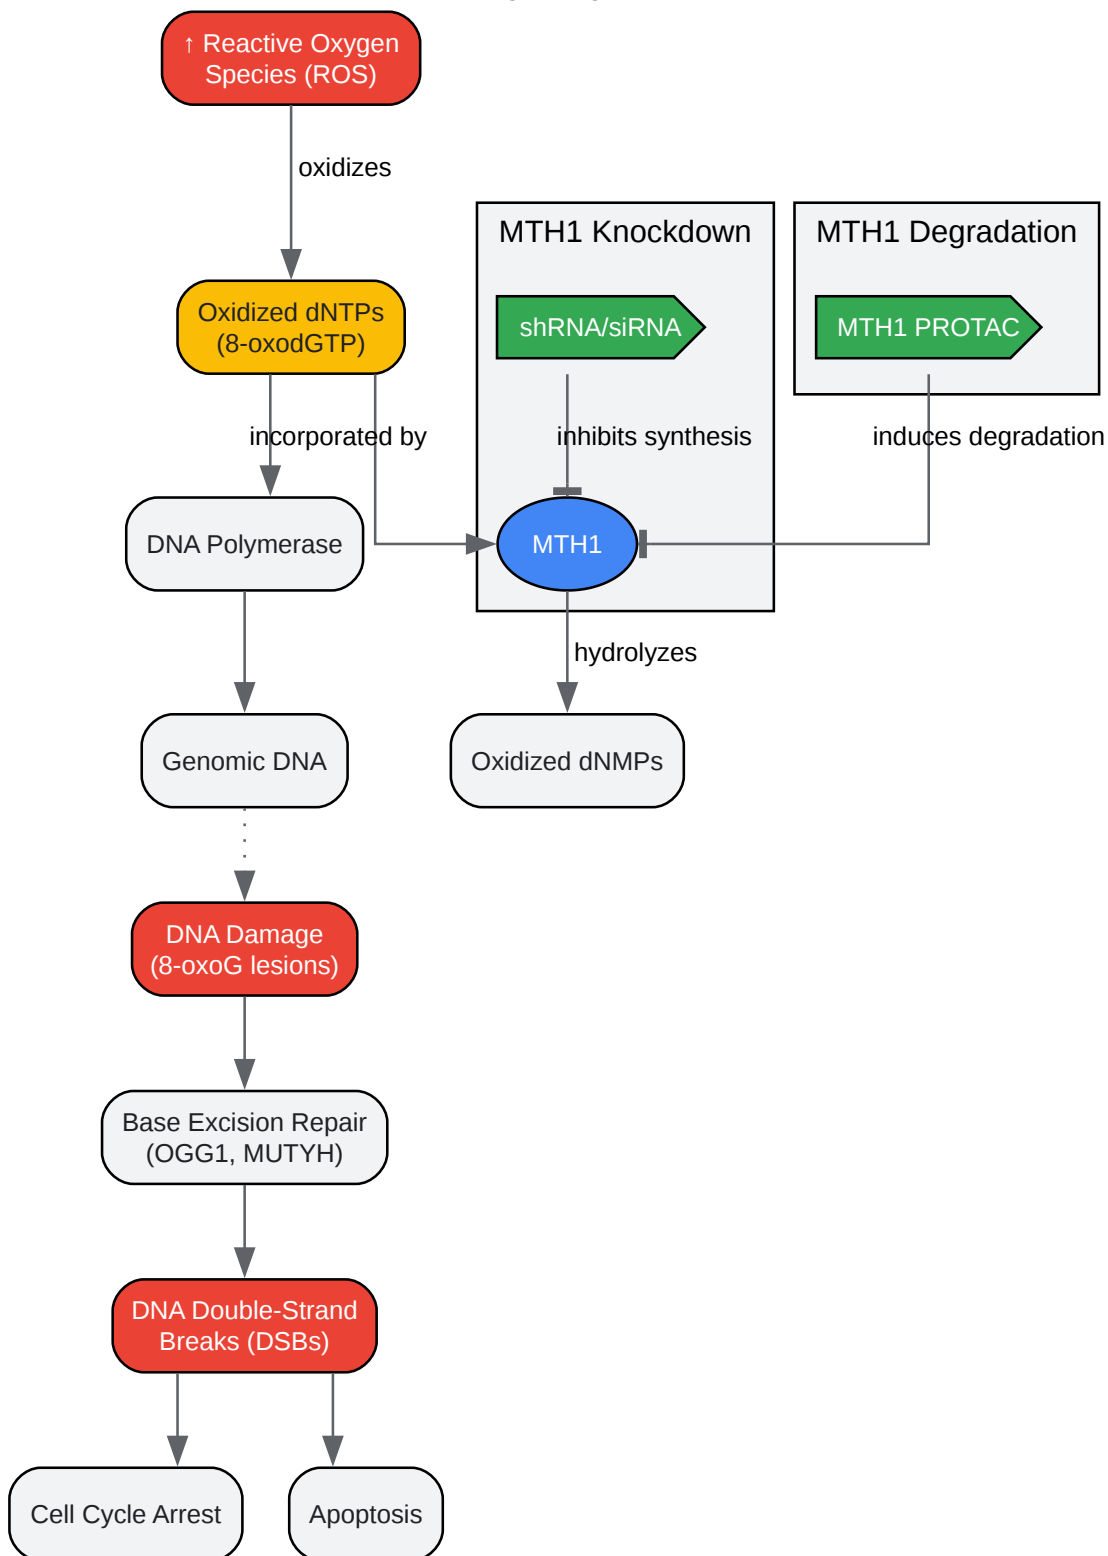 ↑ Reactive Oxygen
Species (ROS)
oxidizes
MTH1 Knockdown
MTH1 Degradation
Oxidized dNTPs
(8-oxodGTP)
shRNA/siRNA
MTH1 PROTAC
incorporated by
inhibits synthesis
induces degradation
DNA Polymerase
MTH1
hydrolyzes
Genomic DNA
Oxidized dNMPs
DNA Damage
(8-oxoG lesions)
Base Excision Repair
(OGG1, MUTYH)
DNA Double-Strand
Breaks (DSBs)
Cell Cycle Arrest
Apoptosis